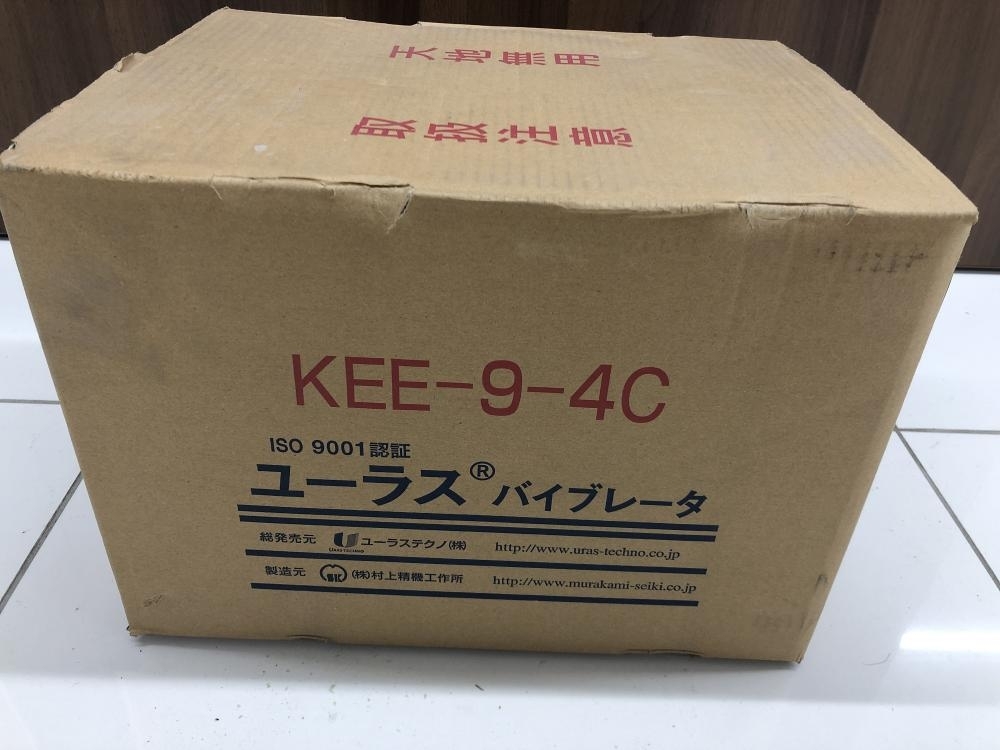 天地無用
取扱注意
KEE-9-4C
ISO 9001認証
ユーラス® バイブレータ
総発売元 URAS TECHNO ユーラステクノ(株) http://www.uras-techno.co.jp
製造元 (株)村上精機工作所 http://www.murakami-seiki.co.jp